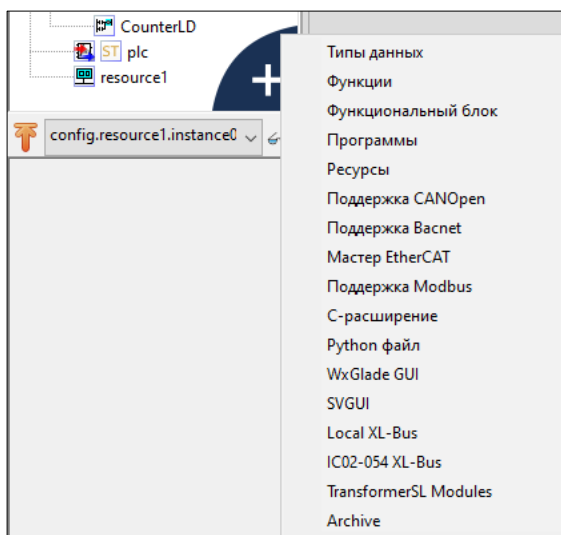 CounterLD
ST plc
resource1
config.resource1.instance0
Типы данных
Функции
Функциональный блок
Программы
Ресурсы
Поддержка CANOpen
Поддержка Bacnet
Мастер EtherCAT
Поддержка Modbus
С-расширение
Python файл
WxGlade GUI
SVGUI
Local XL-Bus
IC02-054 XL-Bus
TransformerSL Modules
Archive